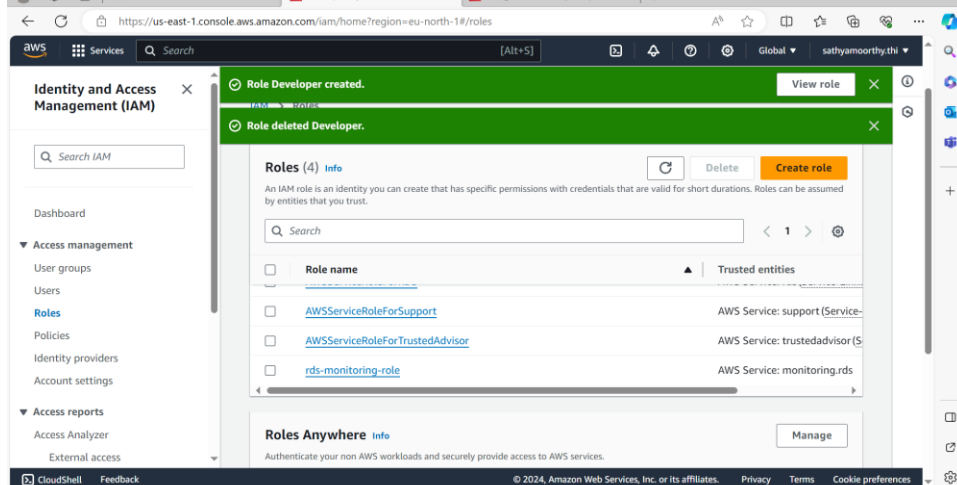 https://us-east-1.console.aws.amazon.com/iam/home?region=eu-north-1#/roles
aws
Services
Search
[Alt+S]
Global
sathyamoorthy.thi
Identity and Access
Management (IAM)
Search IAM
Dashboard
Access management
User groups
Users
Roles
Policies
Identity providers
Account settings
Access reports
Access Analyzer
External access
Role Developer created.
View role
IAM > Roles
Role deleted Developer.
Roles (4) Info
Delete
Create role
An IAM role is an identity you can create that has specific permissions with credentials that are valid for short durations. Roles can be assumed
by entities that you trust.
Search
1
Role name
Trusted entities
AWSServiceRoleForSupport
AWS Service: support (Service-
AWSServiceRoleForTrustedAdvisor
AWS Service: trustedadvisor (S
rds-monitoring-role
AWS Service: monitoring.rds
Roles Anywhere Info
Manage
Authenticate your non AWS workloads and securely provide access to AWS services.
CloudShell
Feedback
© 2024, Amazon Web Services, Inc. or its affiliates.
Privacy
Terms
Cookie preferences